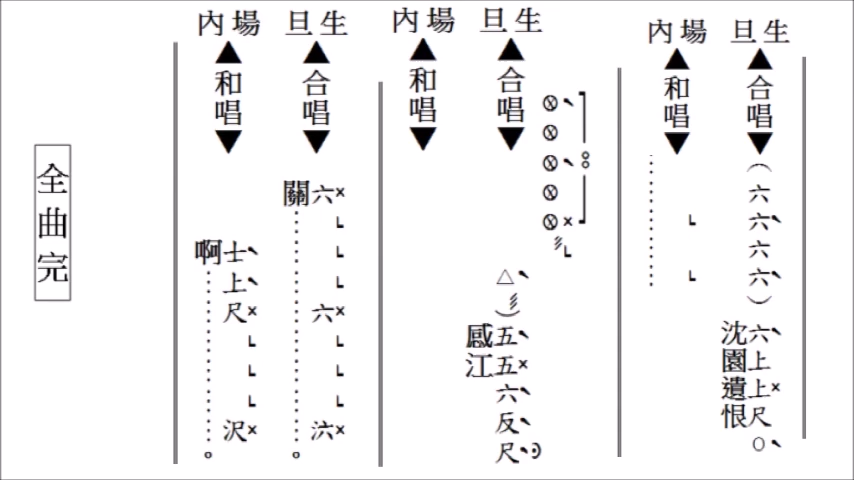 生旦
▲合唱▼
（六六、六六、）六、上上×尺○、
沈園遺恨
場內
▲和唱▼
生旦
▲合唱▼
△、）五、五×六、反、尺、
感江
場內
▲和唱▼
生旦
▲合唱▼
六×六×
關
場內
▲和唱▼
士、上、尺×沢×
啊
全曲完